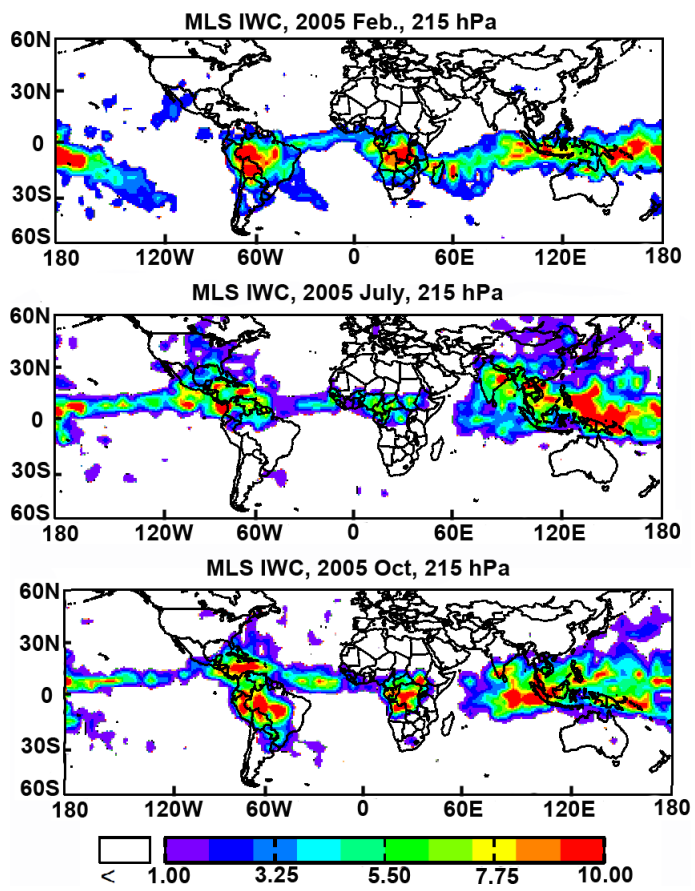 MLS IWC, 2005 Feb., 215 hPa
60N
30N
0
30S
60S
180 120W 60W 0 60E 120E 180
MLS IWC, 2005 July, 215 hPa
60N
30N
0
30S
60S
180 120W 60W 0 60E 120E 180
MLS IWC, 2005 Oct, 215 hPa
60N
30N
0
30S
60S
180 120W 60W 0 60E 120E 180
< 1.00 3.25 5.50 7.75 10.00